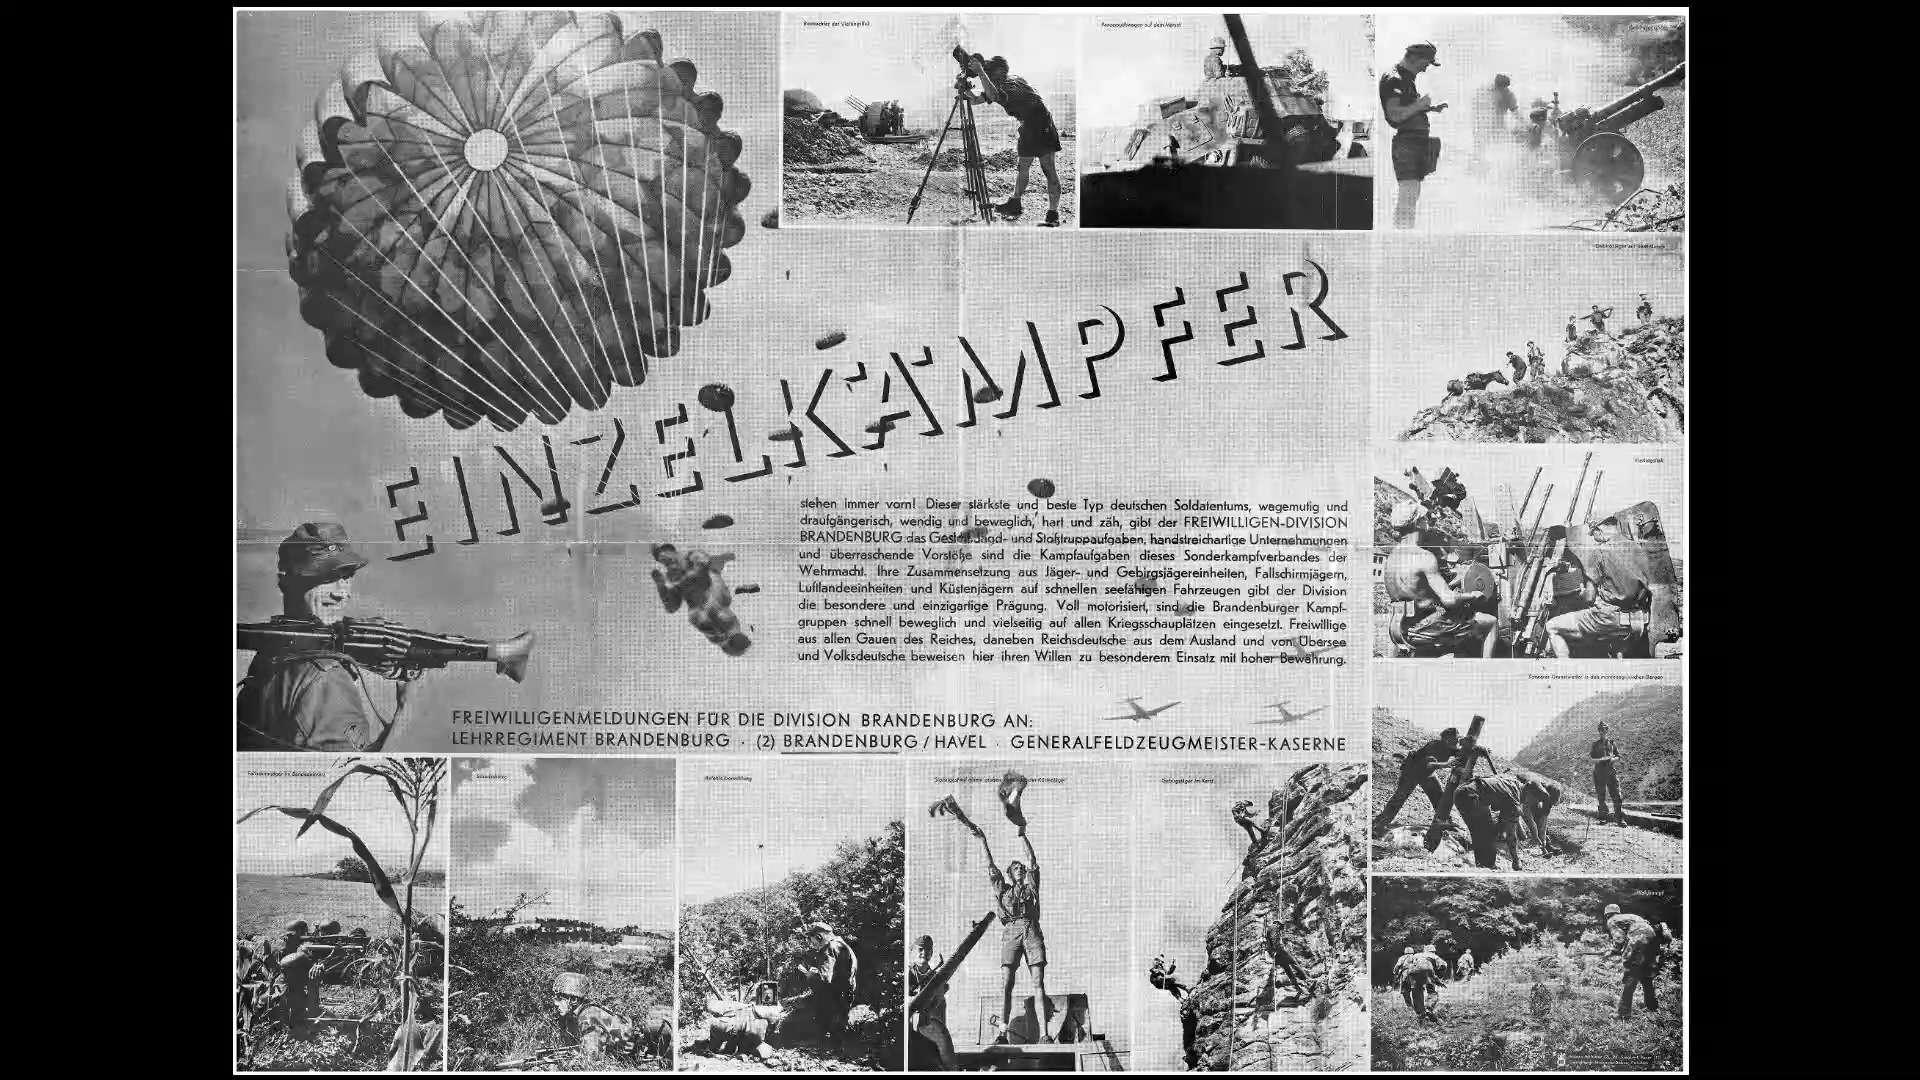 EINZELKÄMPFER
stehen immer vorn! Dieser stärkste und beste Typ deutschen Soldatentums, wagemutig und
draufgängerisch, wendig und beweglich, hart und zäh, gibt der FREIWILLIGEN-DIVISION
BRANDENBURG das Gesicht. Jagd- und Stoßtruppaufgaben, handstreichartige Unternehmungen
und überraschende Vorstöße sind die Kampfaufgaben dieses Sonderkampfverbandes der
Wehrmacht. Ihre Zusammensetzung aus Jäger- und Gebirgsjägereinheiten, Fallschirmjägern,
Luftlandeeinheiten und Küstenjägern auf schnellen seefähigen Fahrzeugen gibt der Division
die besondere und einzigartige Prägung. Voll motorisiert, sind die Brandenburger Kampf-
gruppen schnell beweglich und vielseitig auf allen Kriegsschauplätzen eingesetzt. Freiwillige
aus allen Gauen des Reiches, daneben Reichsdeutsche aus dem Ausland und von Übersee
und Volksdeutsche beweisen hier ihren Willen zu besonderem Einsatz mit hoher Bewährung.
FREIWILLIGENMELDUNGEN FÜR DIE DIVISION BRANDENBURG AN:
LEHRREGIMENT BRANDENBURG · (2) BRANDENBURG / HAVEL · GENERALFELDZEUGMEISTER-KASERNE